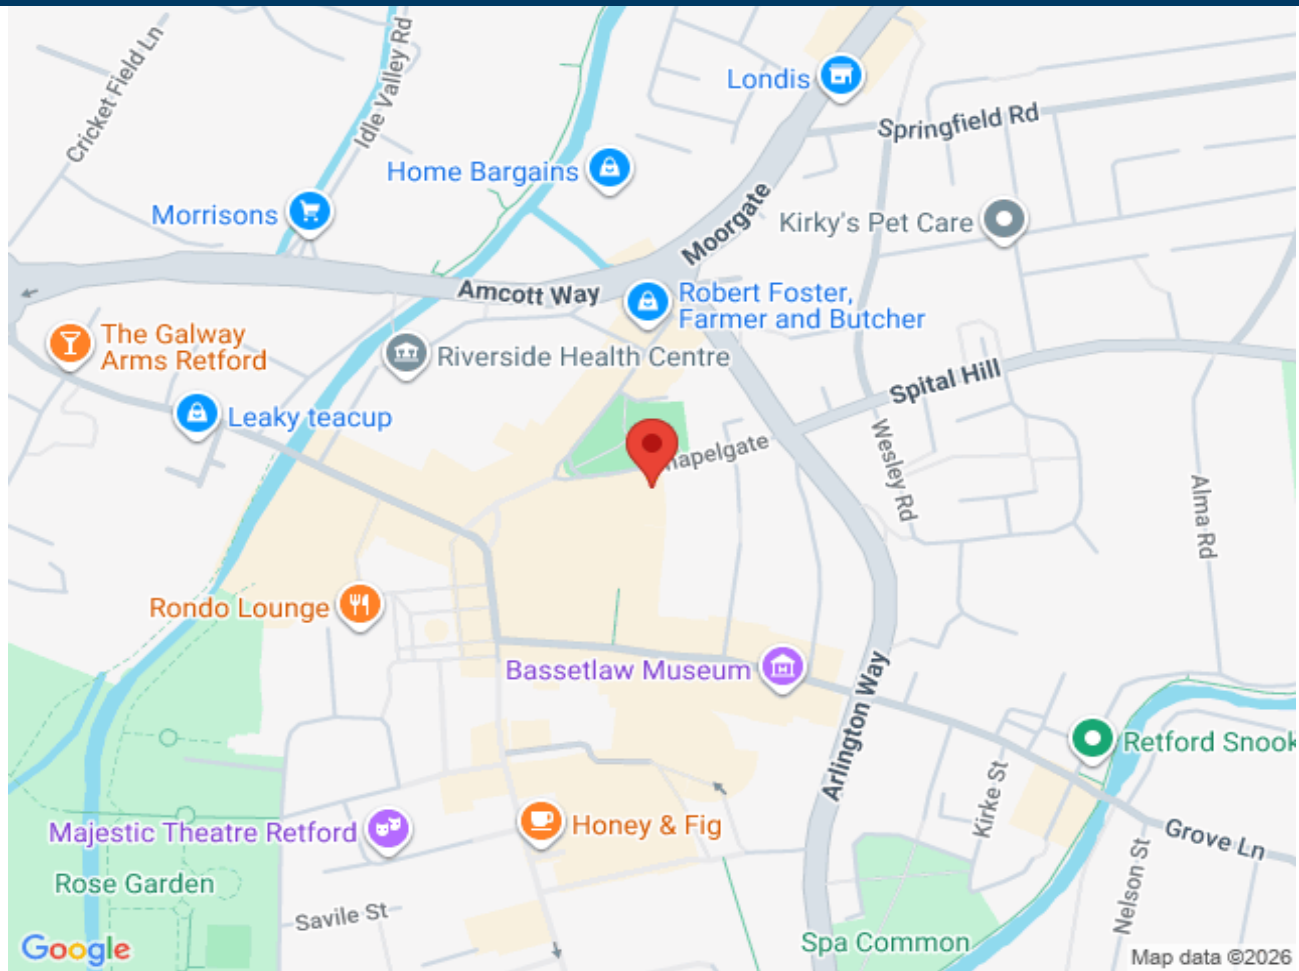 Cricket Field Ln
Idle Valley Rd
Londis
Springfield Rd
Home Bargains
Morrisons
Moorgate
Kirky's Pet Care
Amcott Way
Robert Foster,
Farmer and Butcher
The Galway
Arms Retford
Riverside Health Centre
Spital Hill
Leaky teacup
hapelgate
Wesley Rd
Alma Rd
Rondo Lounge
Bassetlaw Museum
Arlington Way
Retford Snook
Kirke St
Majestic Theatre Retford
Honey & Fig
Grove Ln
Nelson St
Rose Garden
Savile St
Spa Common
Google
Map data ©2026